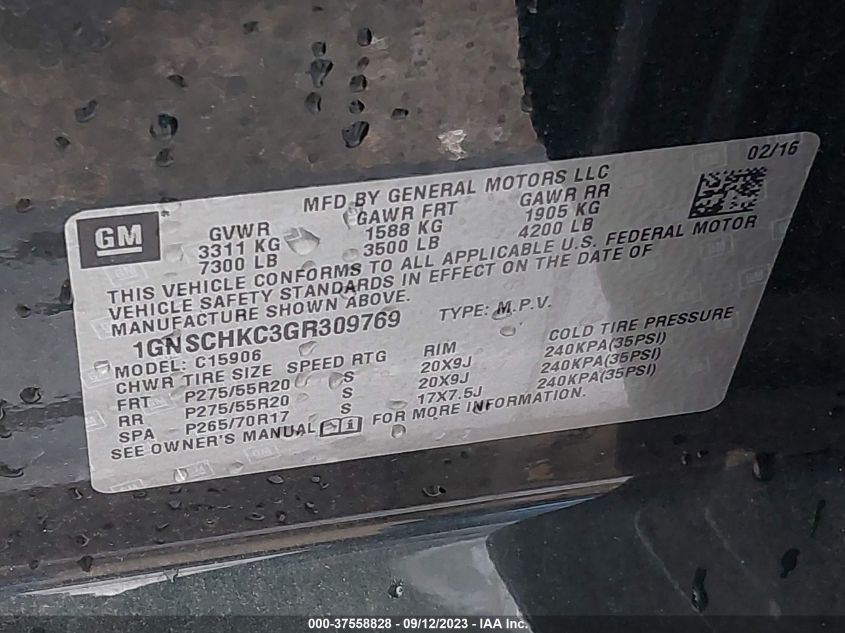 02/16
MFD BY GENERAL MOTORS LLC
GM
GVWR GAWR FRT GAWR RR
3311 KG 1588 KG 1905 KG
7300 LB 3500 LB 4200 LB
THIS VEHICLE CONFORMS TO ALL APPLICABLE U.S. FEDERAL MOTOR
VEHICLE SAFETY STANDARDS IN EFFECT ON THE DATE OF
MANUFACTURE SHOWN ABOVE.
1GNSCHKC3GR309769 TYPE: M.P.V.
MODEL: C15906
CHWR TIRE SIZE SPEED RTG RIM COLD TIRE PRESSURE
FRT P275/55R20 S 20X9J 240KPA(35PSI)
RR P275/55R20 S 20X9J 240KPA(35PSI)
SPA P265/70R17 S 17X7.5J 240KPA(35PSI)
SEE OWNER'S MANUAL FOR MORE INFORMATION.
000-37558828 - 09/12/2023 - IAA Inc.